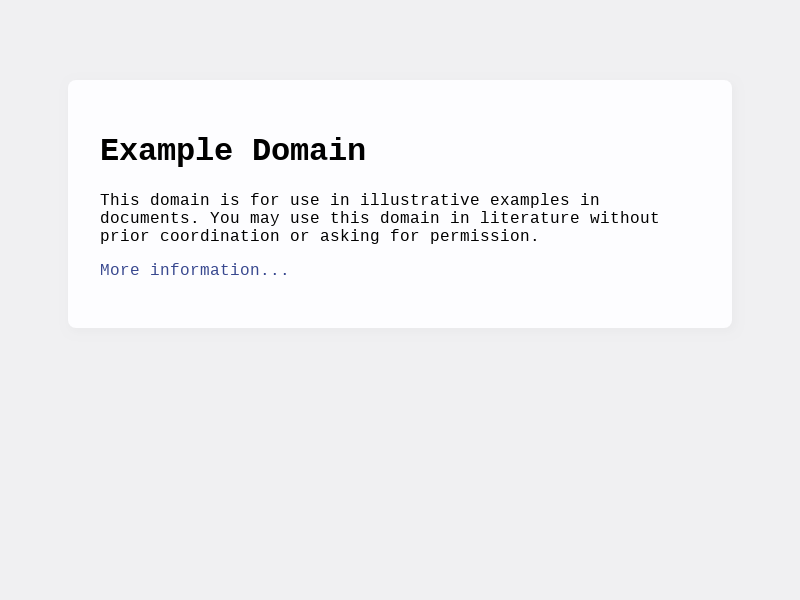 Example Domain
This domain is for use in illustrative examples in
documents. You may use this domain in literature without
prior coordination or asking for permission.
More information...